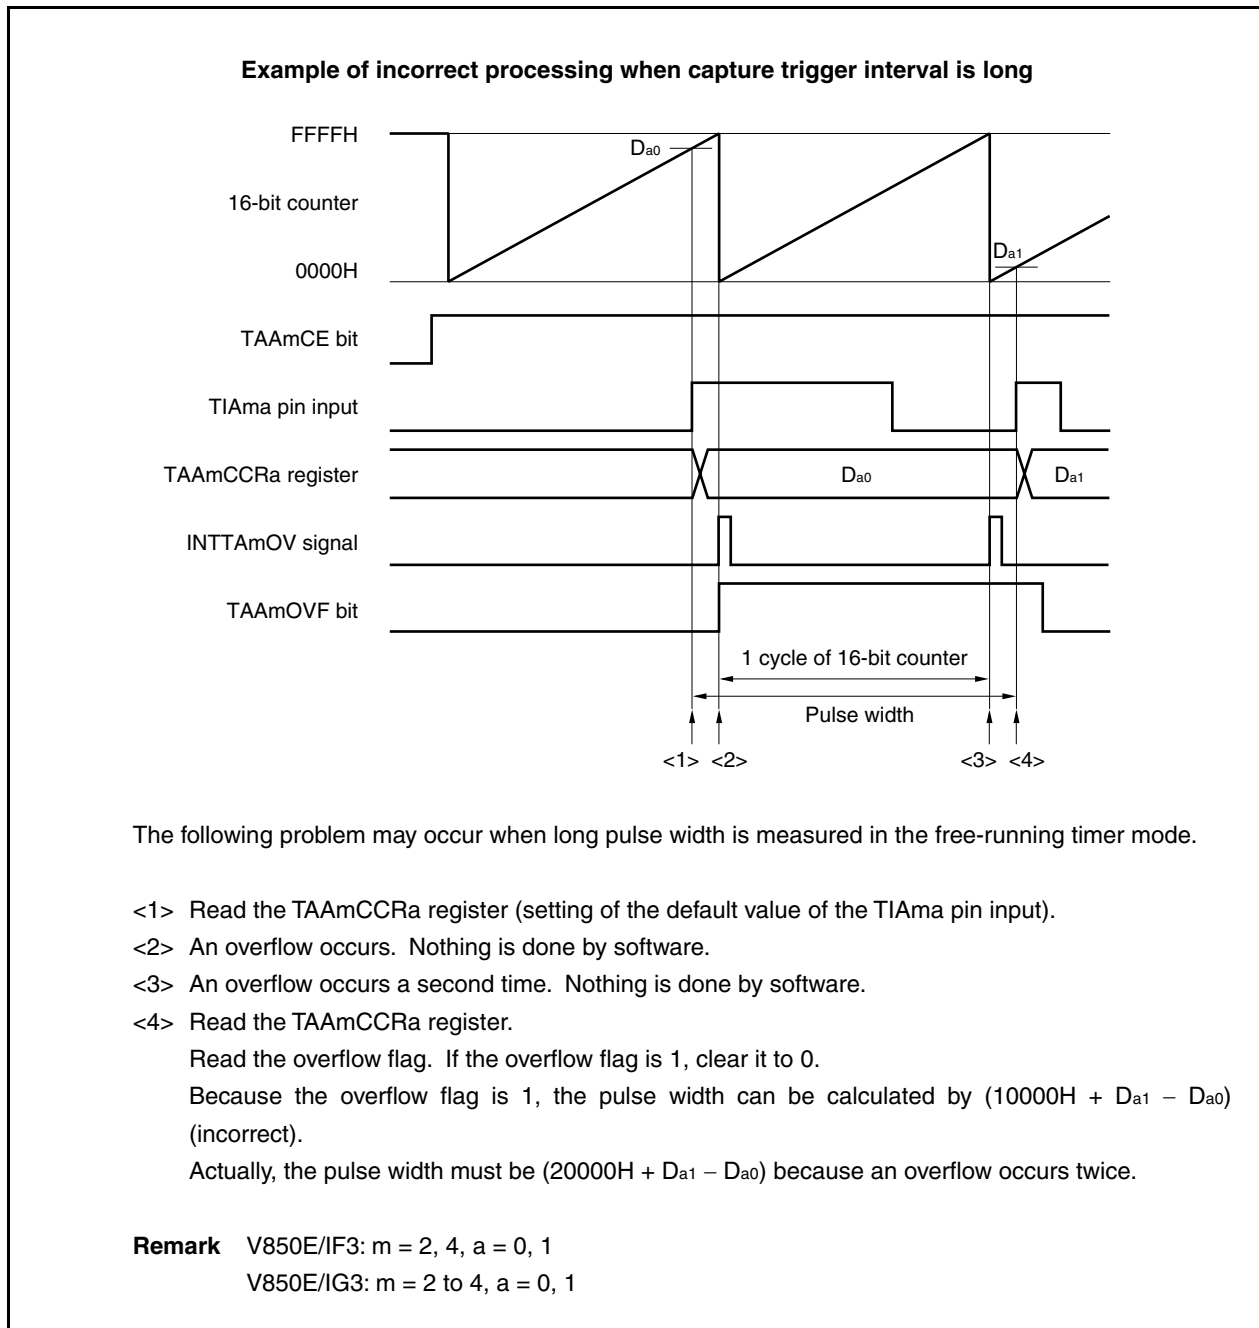 Example of incorrect processing when capture trigger interval is long
FFFFH
Da0
16-bit counter
Da1
0000H
TAAmCE bit
TIAma pin input
TAAmCCRa register
Da0
Da1
INTTAmOV signal
TAAmOVF bit
1 cycle of 16-bit counter
Pulse width
<1> <2> <3> <4>
The following problem may occur when long pulse width is measured in the free-running timer mode.
<1> Read the TAAmCCRa register (setting of the default value of the TIAma pin input).
<2> An overflow occurs. Nothing is done by software.
<3> An overflow occurs a second time. Nothing is done by software.
<4> Read the TAAmCCRa register.
Read the overflow flag. If the overflow flag is 1, clear it to 0.
Because the overflow flag is 1, the pulse width can be calculated by (10000H + Da1 − Da0)
(incorrect).
Actually, the pulse width must be (20000H + Da1 − Da0) because an overflow occurs twice.
Remark V850E/IF3: m = 2, 4, a = 0, 1
V850E/IG3: m = 2 to 4, a = 0, 1